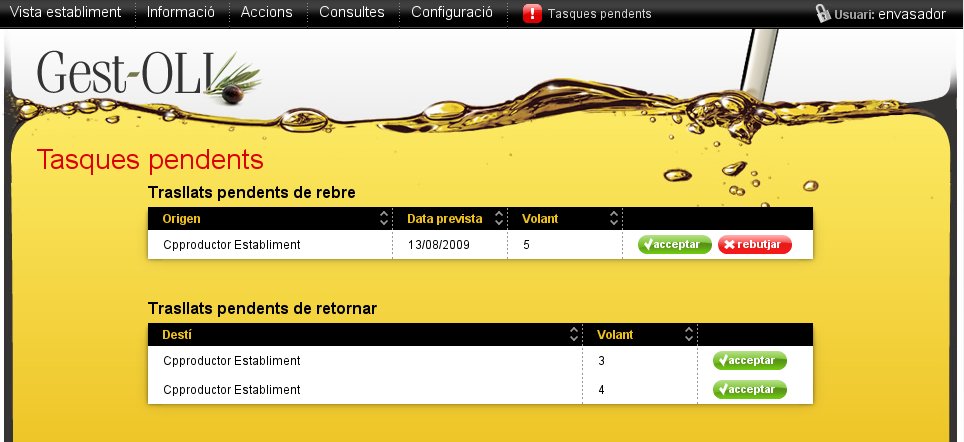 Vista establiment Informació Accions Consultes Configuració ! Tasques pendents Usuari: envasador
Gest-OLI
Tasques pendents
Trasllats pendents de rebre
Origen Data prevista Volant
Cpproductor Establiment 13/08/2009 5 acceptar rebutjar
Trasllats pendents de retornar
Destí Volant
Cpproductor Establiment 3 acceptar
Cpproductor Establiment 4 acceptar